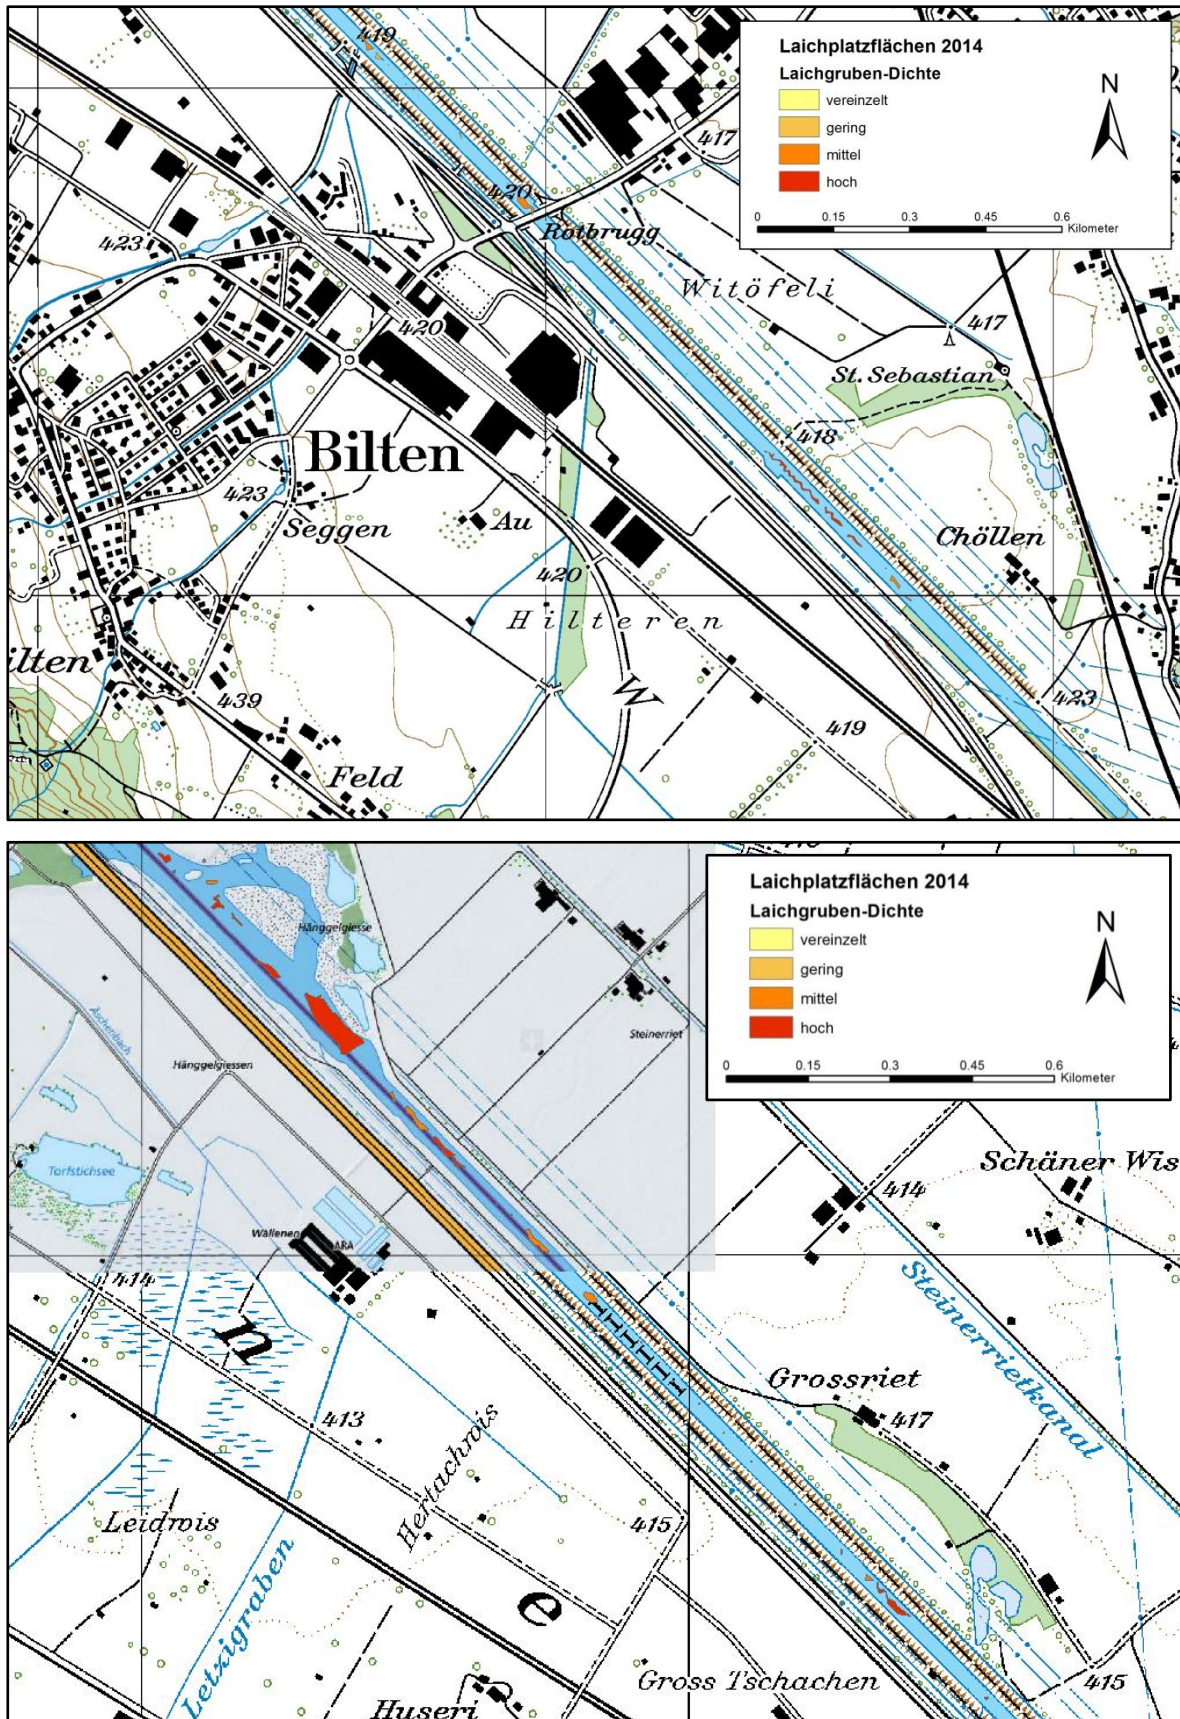 419
Laichplatzflächen 2014
Laichgruben-Dichte
vereinzelt
gering
mittel
hoch
N
0 0.15 0.3 0.45 0.6 Kilometer
417
420
Rotbrugg
423
Witöfeli
420
417
St. Sebastian
418
Bilten
423
Seggen
Au
Chöllen
420
Hilteren
ilten
439
W
423
419
Feld
Laichplatzflächen 2014
Laichgruben-Dichte
vereinzelt
gering
mittel
hoch
N
0 0.15 0.3 0.45 0.6 Kilometer
Hänggelgiesse
Äschenbach
Steinerriet
Hänggelgiessen
Torfstichsee
Schäner Wis
414
Wällenen
ARA
414
n
Steinerrietkanal
Grossriet
417
413
Hertachrois
Leidwis
415
Letzigraben
e
Gross Tschachen
415
Huseri